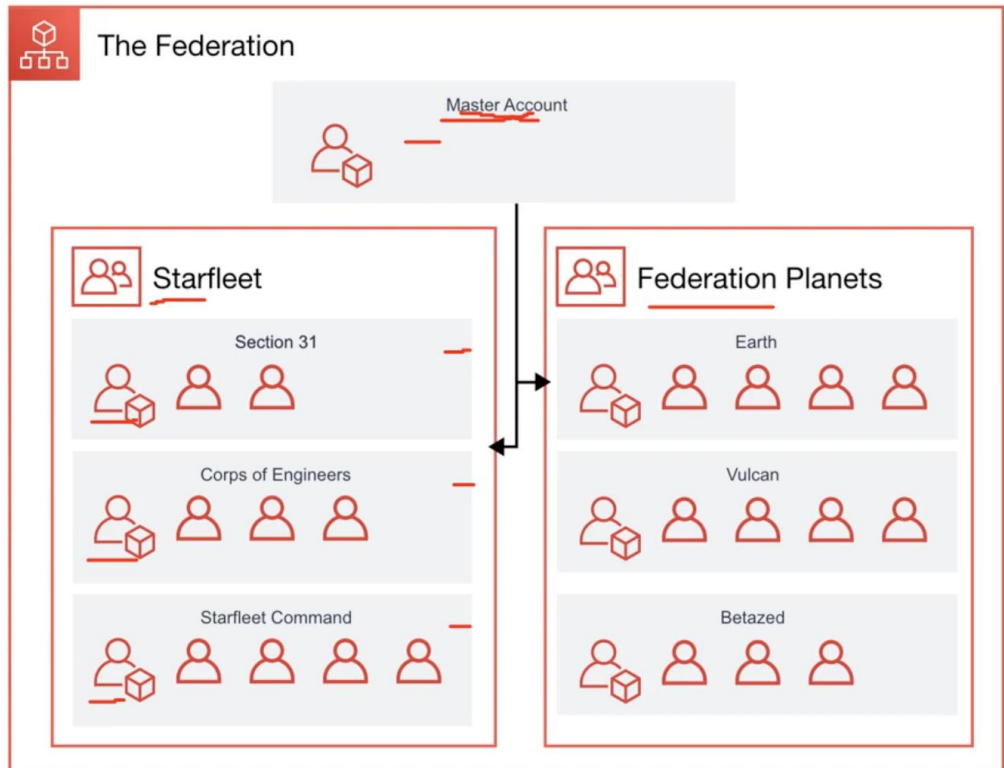 The Federation
Master Account
Starfleet
Section 31
Corps of Engineers
Starfleet Command
Federation Planets
Earth
Vulcan
Betazed